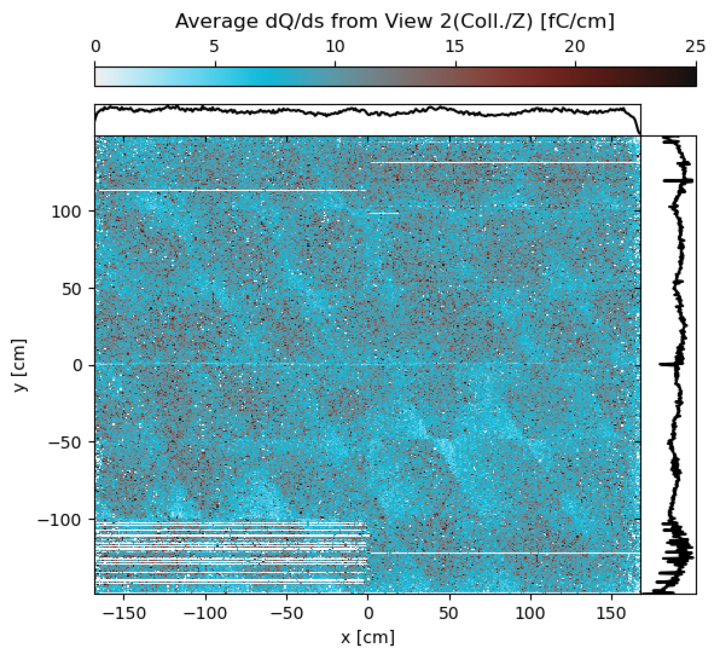 Average dQ/ds from View 2(Coll./Z) [fC/cm]
0 5 10 15 20 25
100
50
0
−50
−100
y [cm]
−150 −100 −50 0 50 100 150
x [cm]